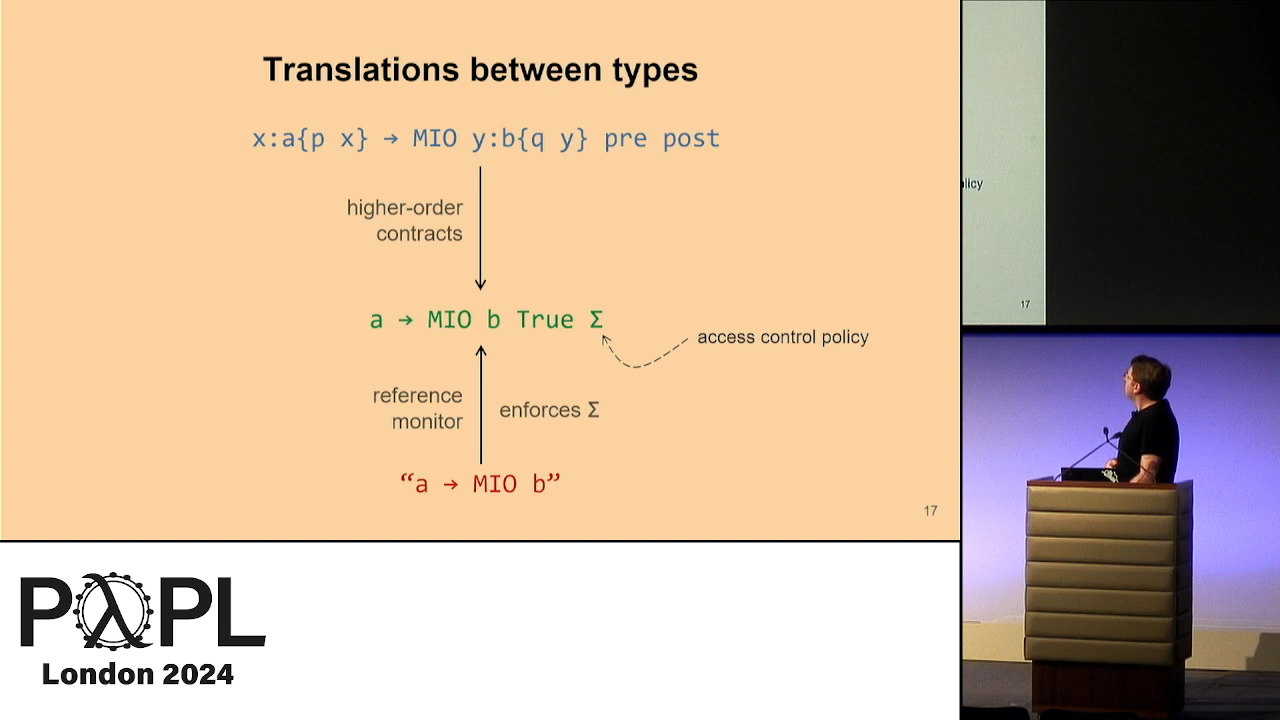 Translations between types
x:a{p x} → MIO y:b{q y} pre post
higher-order
contracts
a → MIO b True Σ
access control policy
reference
monitor
enforces Σ
“a → MIO b”
17
17
PλPL
London 2024